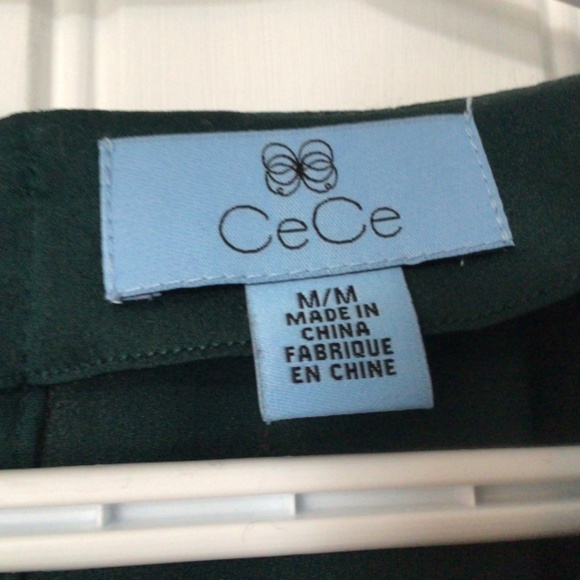 CeCe
M/M
MADE IN
CHINA
FABRIQUE
EN CHINE